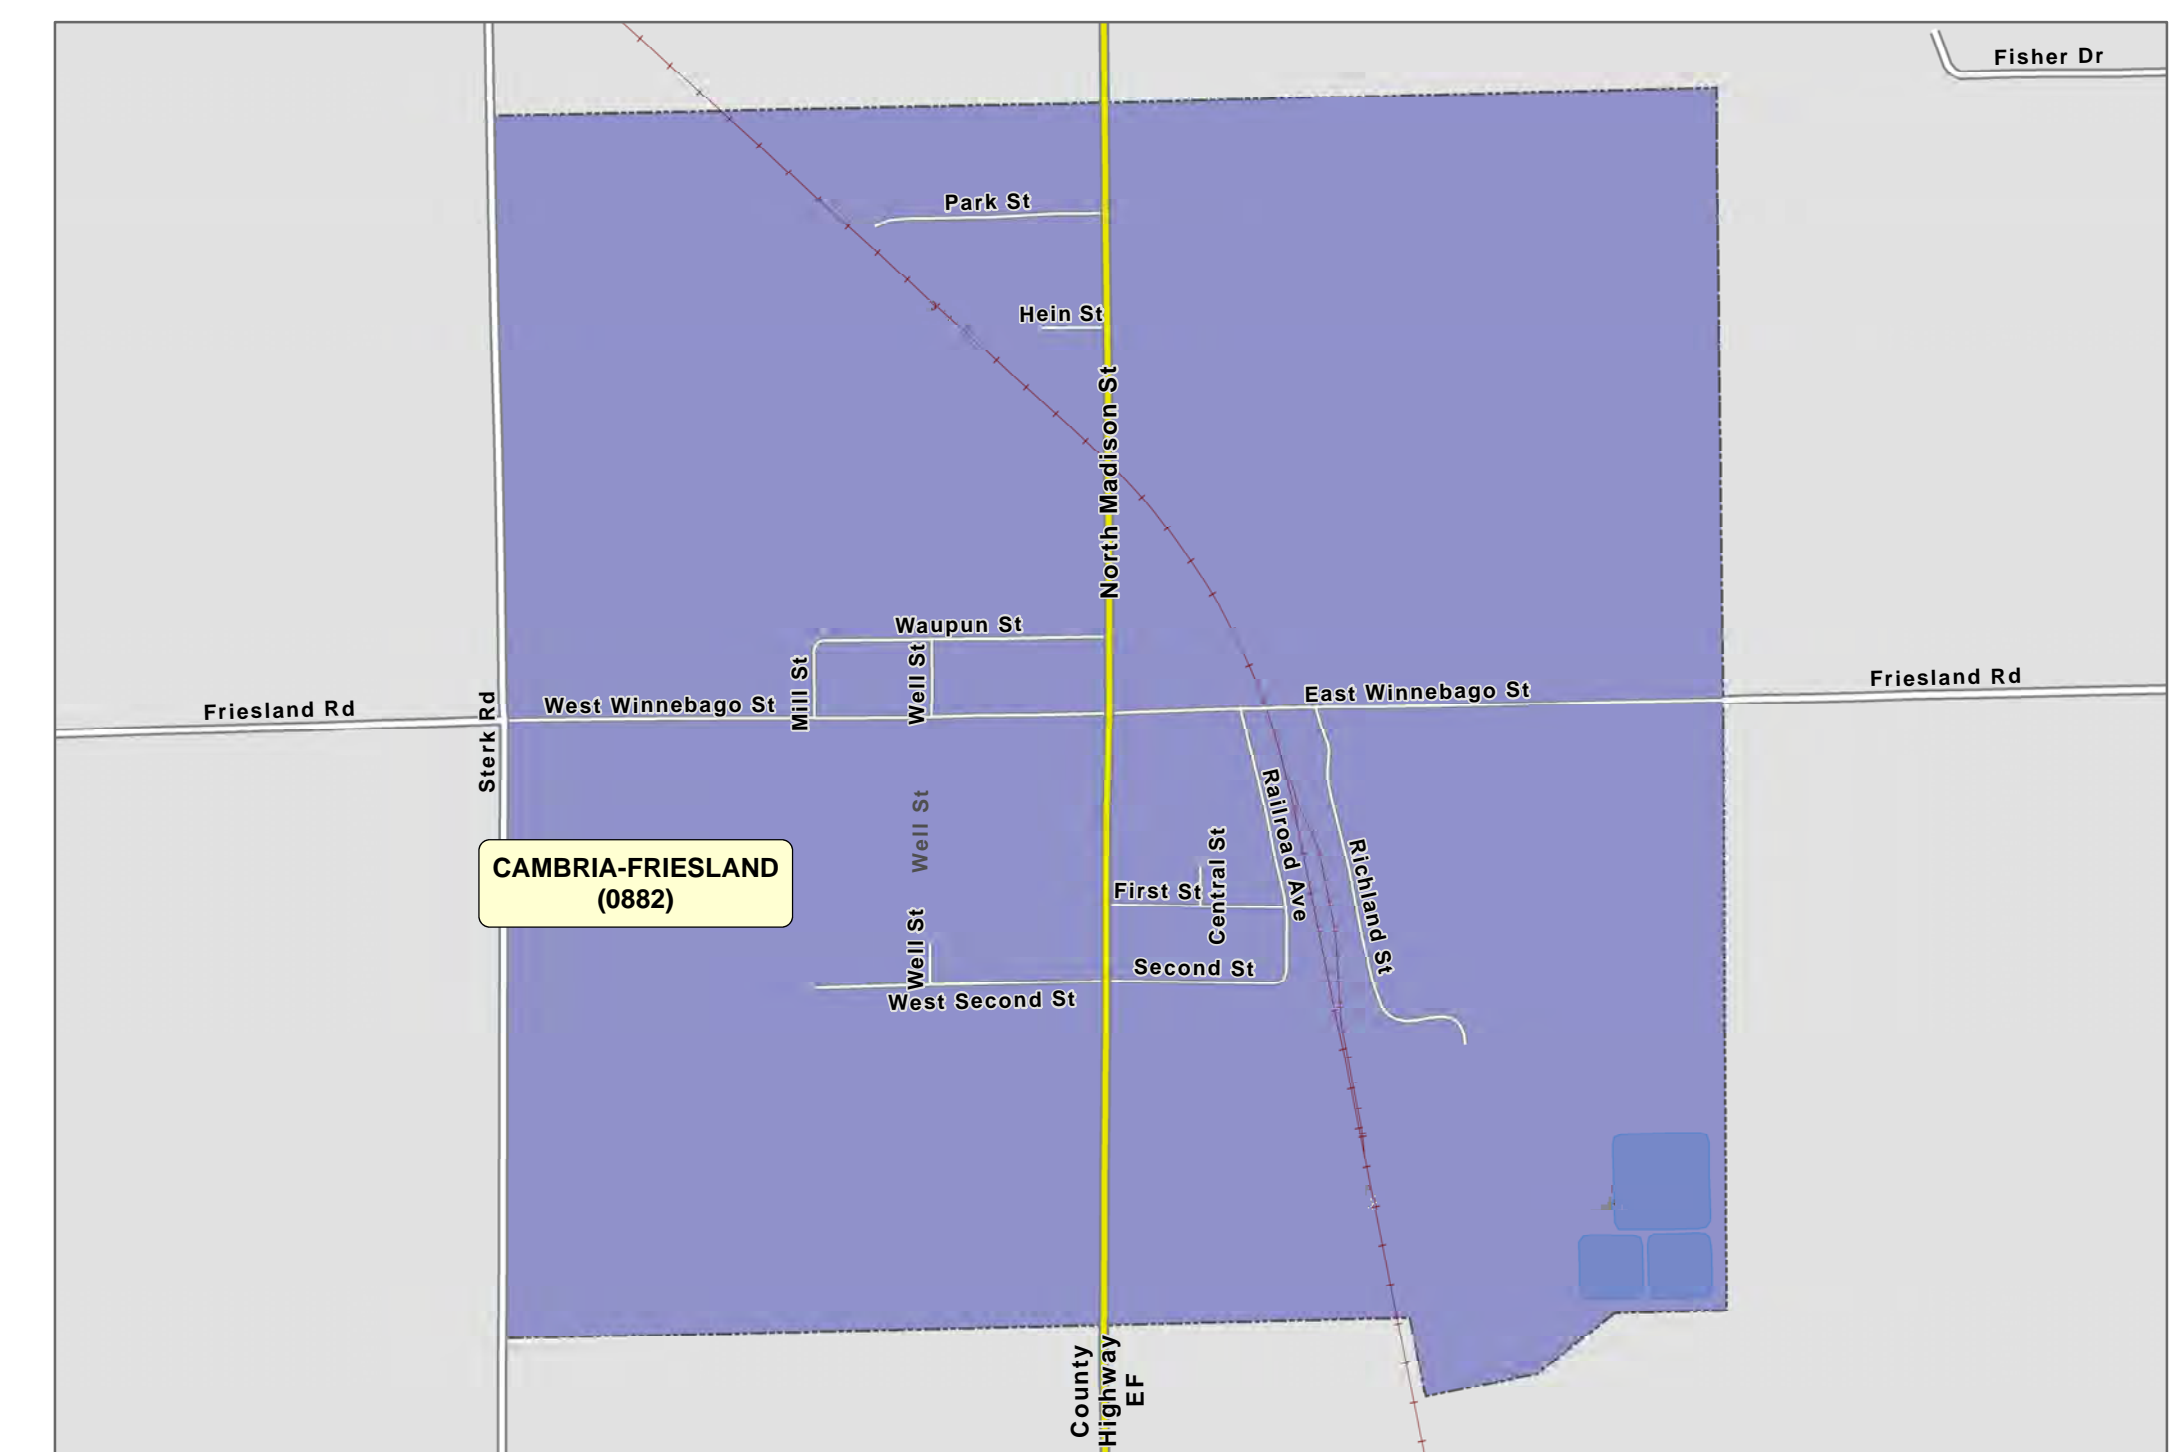 Fisher Dr
Park St
Hein St
North Madison St
Waupun St
Mill St
Well St
West Winnebago St
East Winnebago St
Friesland Rd
Friesland Rd
Sterk Rd
Well St
CAMBRIA-FRIESLAND
(0882)
Railroad Ave
Richland St
First St
Central St
Well St
Second St
West Second St
County
Highway
EF